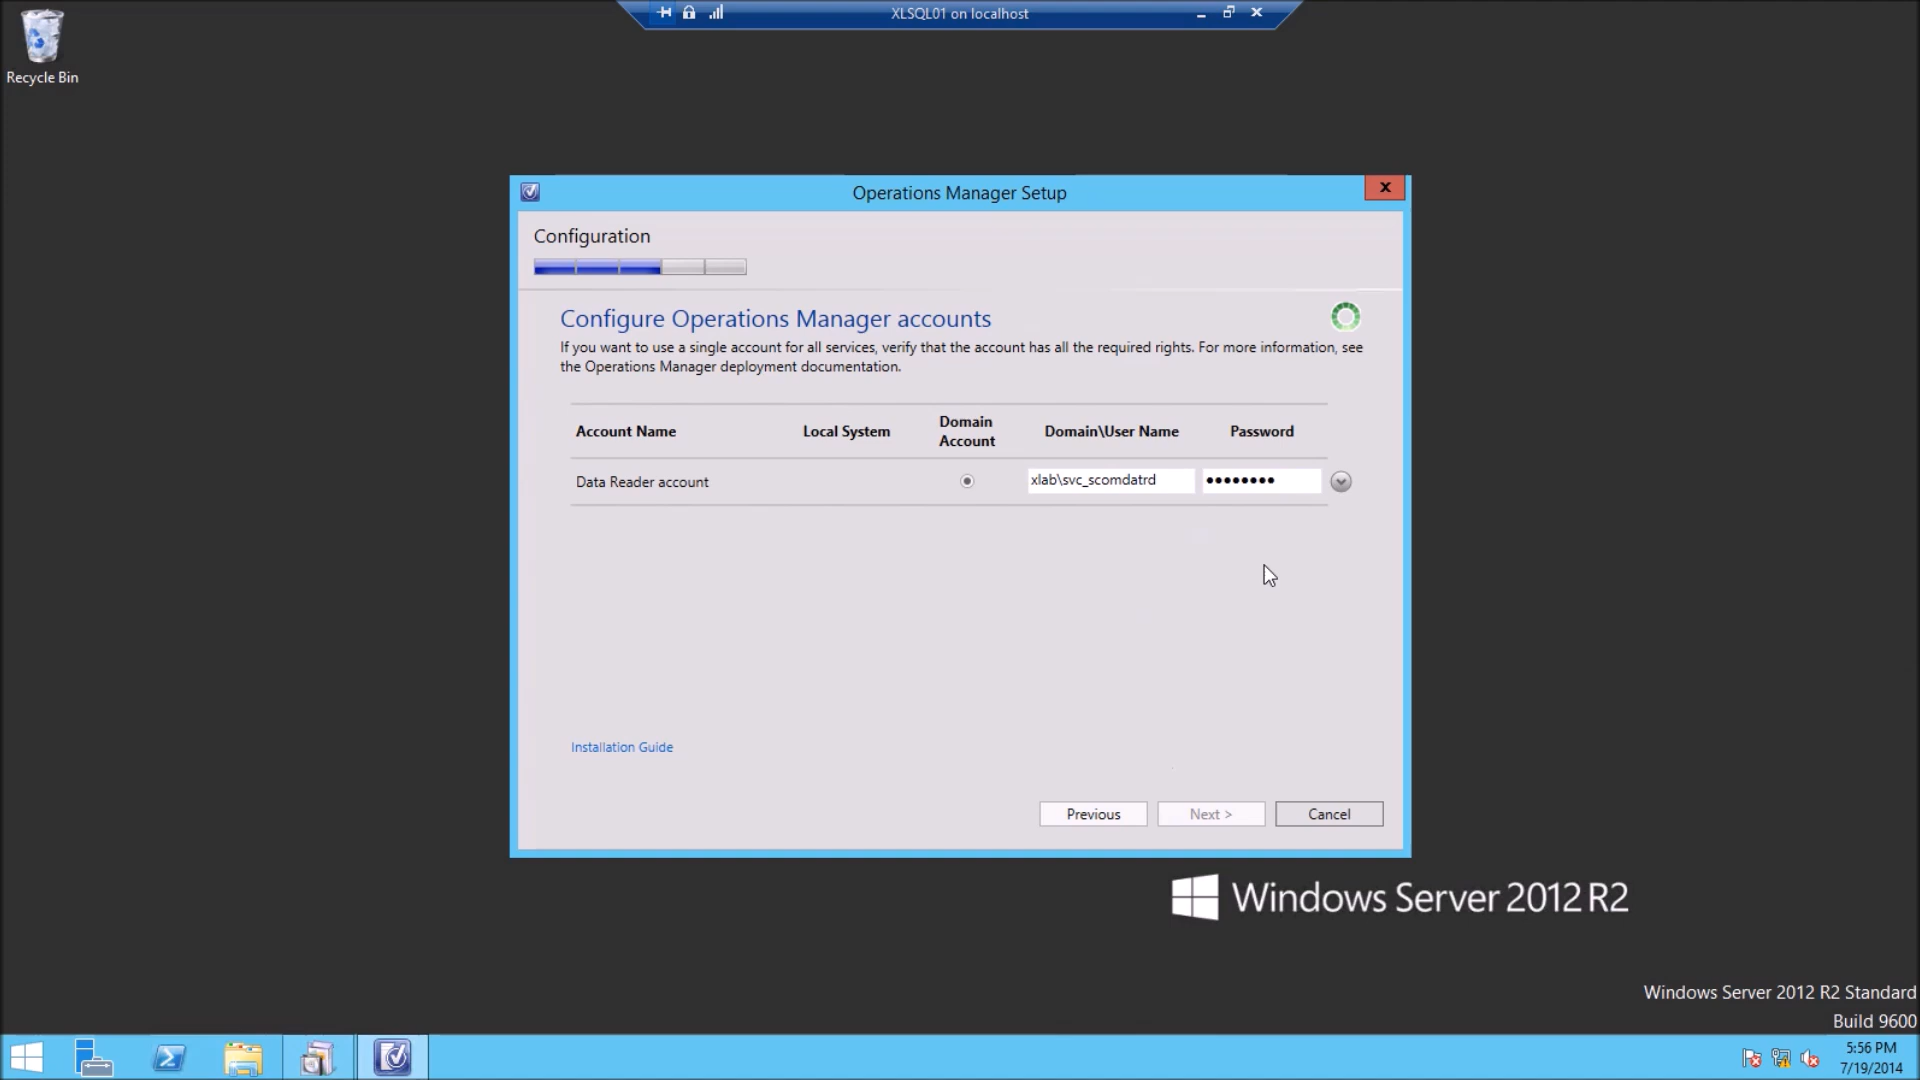 XLSQL01 on localhost
Recycle Bin
Operations Manager Setup
Configuration
Configure Operations Manager accounts
If you want to use a single account for all services, verify that the account has all the required rights. For more information, see
the Operations Manager deployment documentation.
Account Name Local System Domain Account Domain\User Name Password
Data Reader account xlab\svc_scomdatrd ••••••••
Installation Guide
Previous Next > Cancel
Windows Server 2012 R2
Windows Server 2012 R2 Standard
Build 9600
5:56 PM
7/19/2014